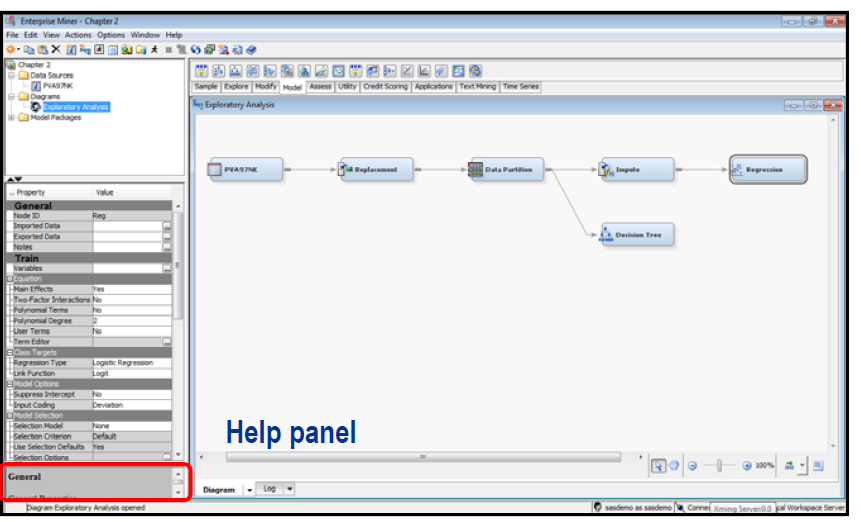 Enterprise Miner - Chapter 2
File Edit View Actions Options Window Help
Chapter 2
Data Sources
PVA97NK
Diagrams
Exploratory Analysis
Model Packages
Sample Explore Modify Model Assess Utility Credit Scoring Applications Text Mining Time Series
Exploratory Analysis
PVA97NK Replacement Data Partition Impute Regression
Decision Tree
... Property Value
General
Node ID Reg
Imported Data
Exported Data
Notes
Train
Variables
Equation
Main Effects Yes
Two-Factor Interactions No
Polynomial Terms No
Polynomial Degree 2
User Terms No
Term Editor
Class Targets
Regression Type Logistic Regression
Link Function Logit
Model Options
Suppress Intercept No
Input Coding Deviation
Model Selection
Selection Model None
Selection Criterion Default
Use Selection Defaults Yes
Selection Options
Help panel
100%
General
Diagram Log
Diagram Exploratory Analysis opened
sasdemo as sasdemo Connec Xming Server:0.0 cal Workspace Server